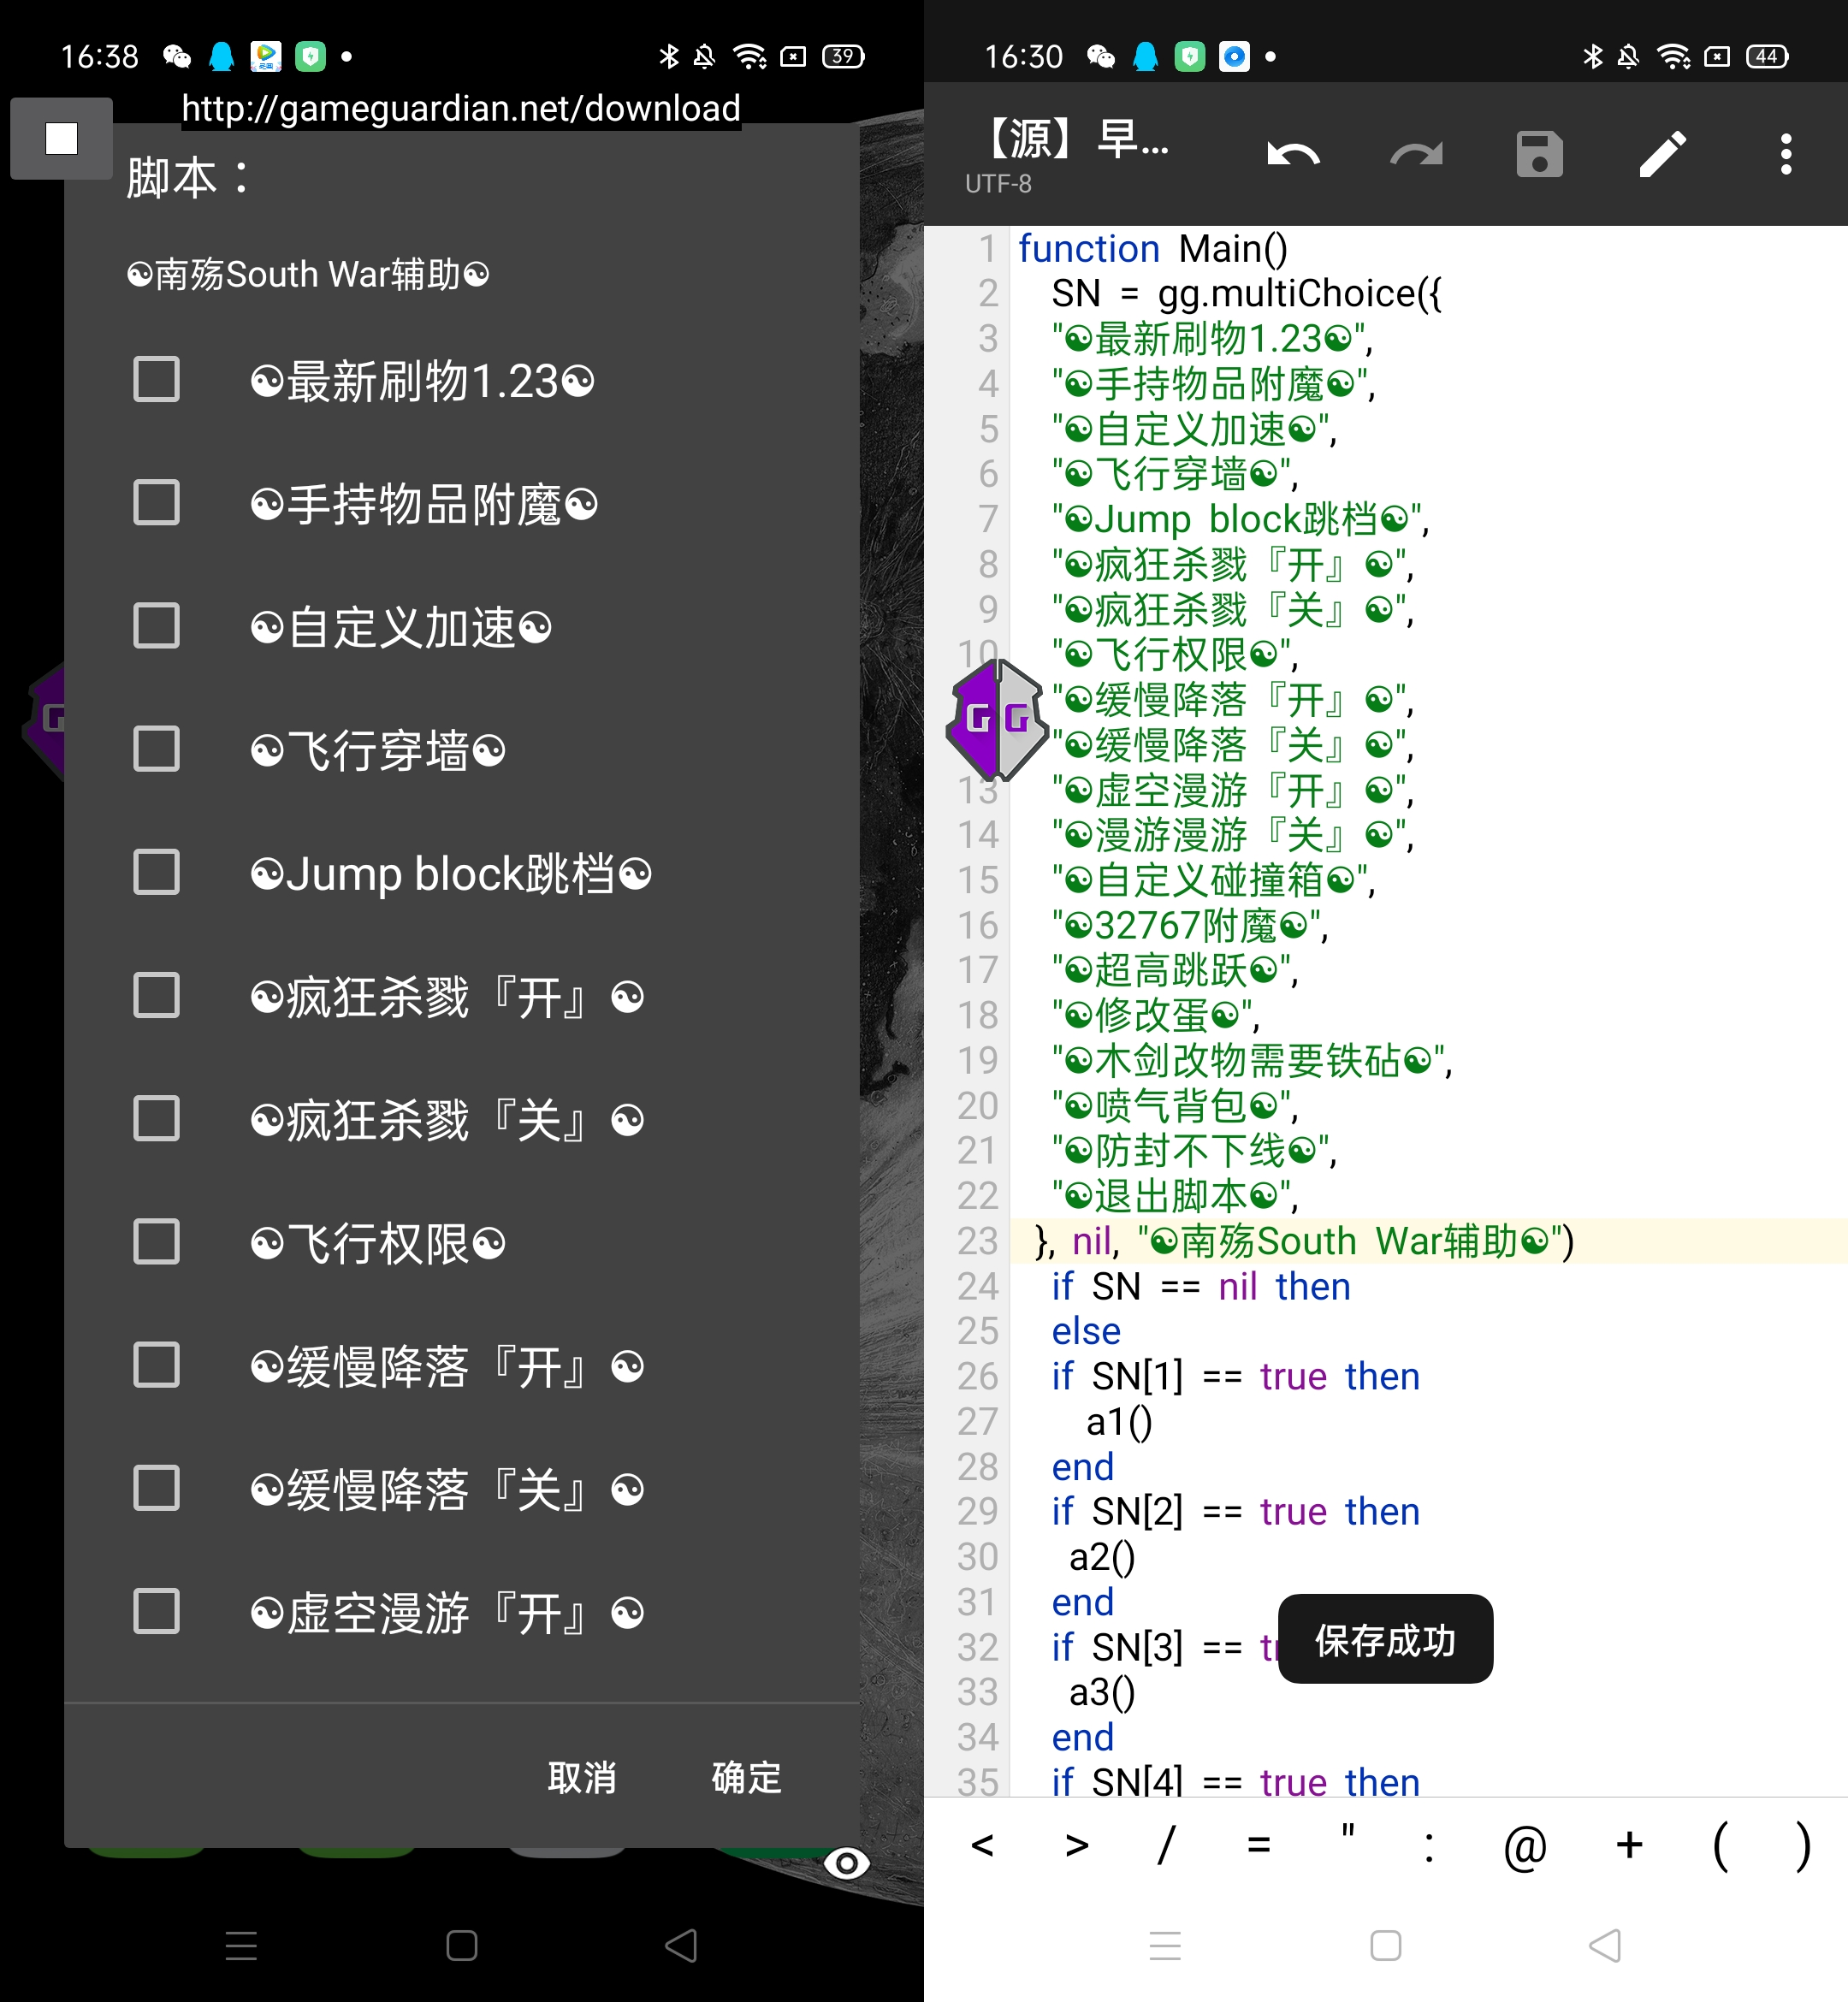 16:38
39
http://gameguardian.net/download
脚本：
☯南殇South War辅助☯
☯最新刷物1.23☯
☯手持物品附魔☯
☯自定义加速☯
☯飞行穿墙☯
☯Jump block跳档☯
☯疯狂杀戮『开』☯
☯疯狂杀戮『关』☯
☯飞行权限☯
☯缓慢降落『开』☯
☯缓慢降落『关』☯
☯虚空漫游『开』☯
取消 确定
16:30
44
【源】早...
UTF-8
1 function Main()
2 SN = gg.multiChoice({
3 "☯最新刷物1.23☯",
4 "☯手持物品附魔☯",
5 "☯自定义加速☯",
6 "☯飞行穿墙☯",
7 "☯Jump block跳档☯",
8 "☯疯狂杀戮『开』☯",
9 "☯疯狂杀戮『关』☯",
10 "☯飞行权限☯",
"☯缓慢降落『开』☯",
"☯缓慢降落『关』☯",
13 "☯虚空漫游『开』☯",
14 "☯漫游漫游『关』☯",
15 "☯自定义碰撞箱☯",
16 "☯32767附魔☯",
17 "☯超高跳跃☯",
18 "☯修改蛋☯",
19 "☯木剑改物需要铁砧☯",
20 "☯喷气背包☯",
21 "☯防封不下线☯",
22 "☯退出脚本☯",
23 }, nil, "☯南殇South War辅助☯")
24 if SN == nil then
25 else
26 if SN[1] == true then
27 a1()
28 end
29 if SN[2] == true then
30 a2()
31 end
32 if SN[3] ==
33 a3()
34 end
35 if SN[4] == true then
保存成功
< > / = " : @ + ( )
G G